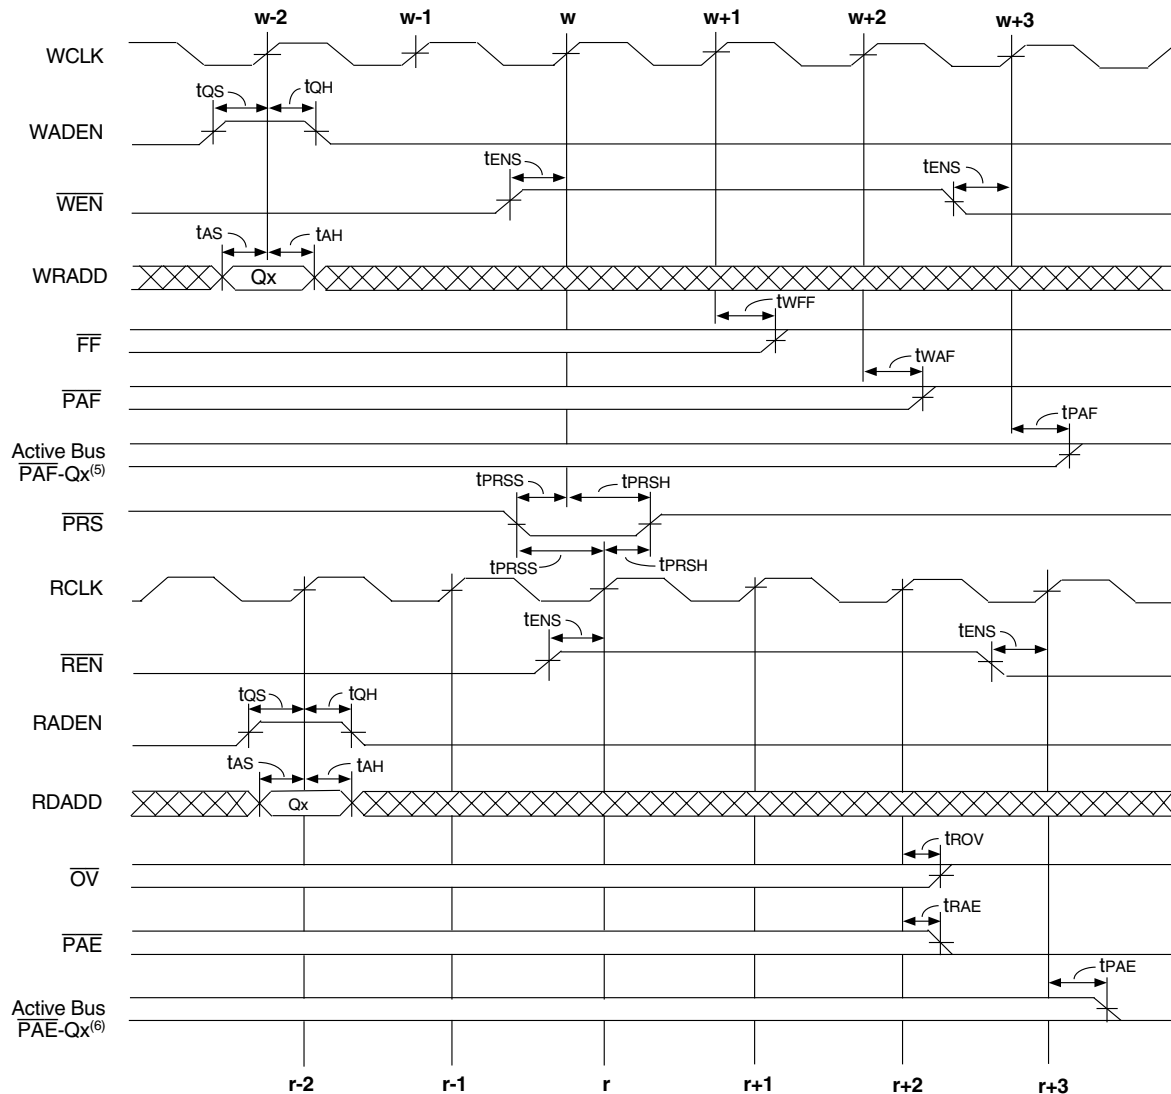 w-2 w-1 w w+1 w+2 w+3
WCLK
tQS tQH
WADEN
tENS tENS
WEN
tAS tAH
WRADD Qx
tWFF
FF
tWAF
PAF
tPAF
Active Bus
PAF-Qx(5)
tPRSS tPRSH
PRS
tPRSS tPRSH
RCLK
tENS tENS
REN
tQS tQH
RADEN
tAS tAH
RDADD Qx
tROV
OV
tRAE
PAE
tPAE
Active Bus
PAE-Qx(6)
r-2 r-1 r r+1 r+2 r+3